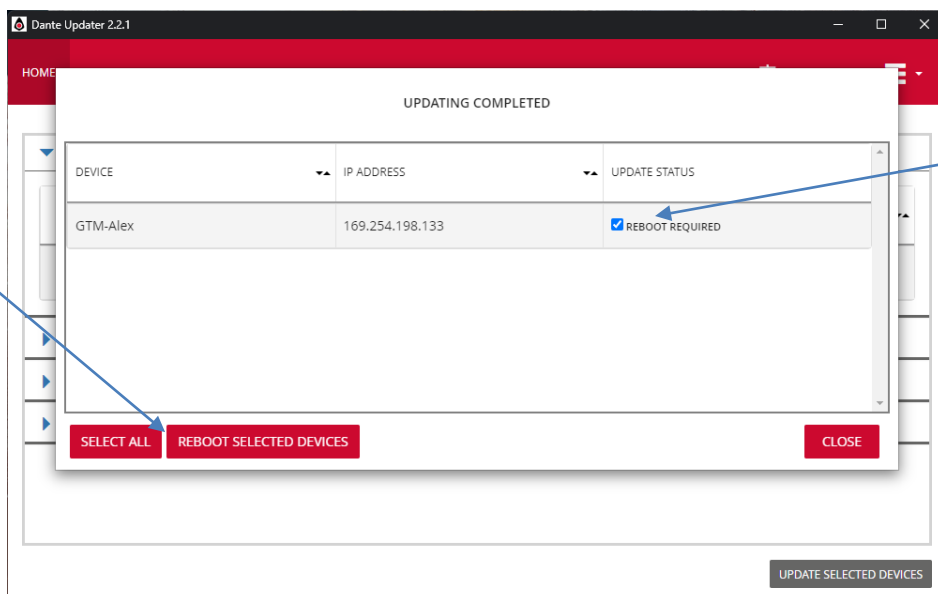 Dante Updater 2.2.1
HOME
UPDATING COMPLETED
DEVICE IP ADDRESS UPDATE STATUS
GTM-Alex 169.254.198.133 REBOOT REQUIRED
SELECT ALL REBOOT SELECTED DEVICES CLOSE
UPDATE SELECTED DEVICES